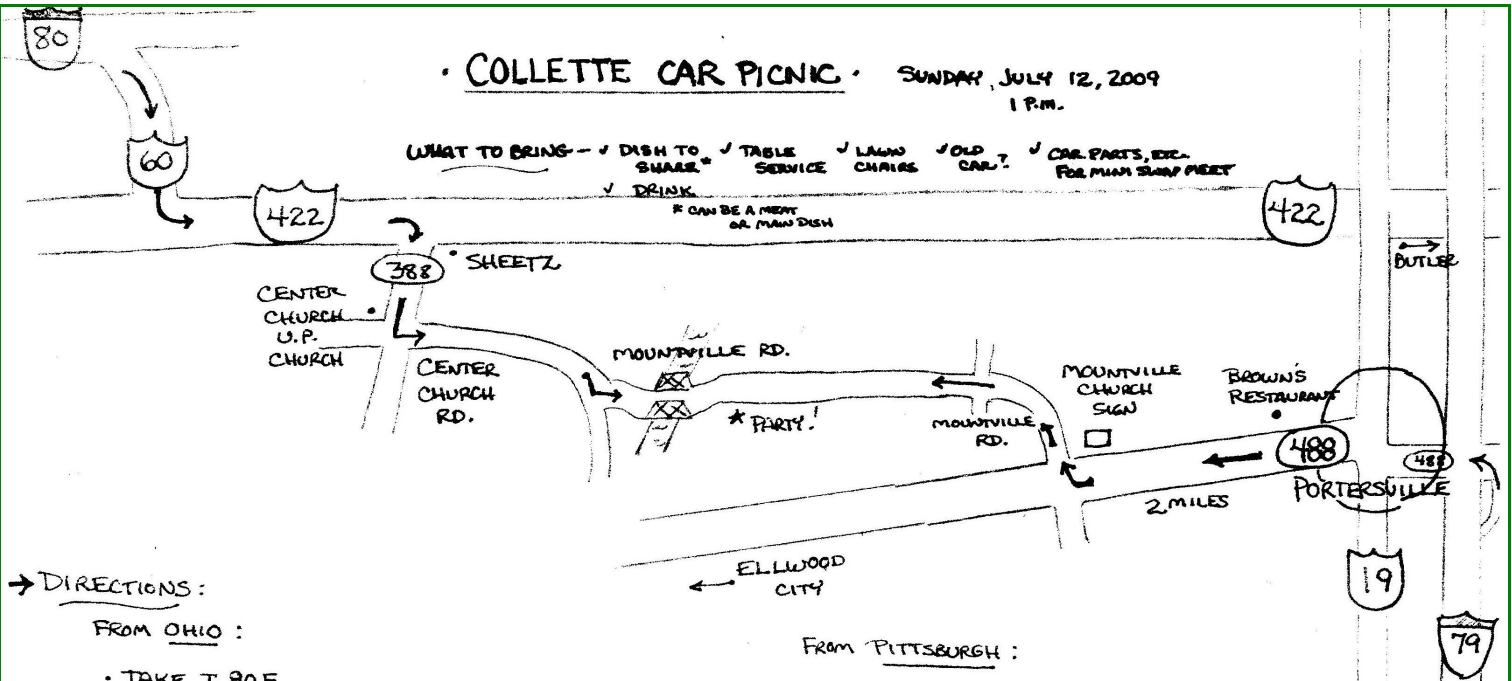 80
· COLLETTE CAR PICNIC ·
SUNDAY, JULY 12, 2009
1 P.M.
60
WHAT TO BRING – ✓ DISH TO ✓ TABLE ✓ LAWN ✓ OLD ✓ CAR PARTS, ETC.
SHARE* SERVICE CHAIRS CAR? FOR MINI SWAP MEET
✓ DRINK
* CAN BE A MEAT
OR MAIN DISH
422
422
388
• SHEETZ
BUTLER
CENTER
CHURCH
U.P.
CHURCH
CENTER
CHURCH
RD.
MOUNTVILLE RD.
* PARTY!
MOUNTVILLE
RD.
MOUNTVILLE
CHURCH
SIGN
BROWN'S
RESTAURANT
488
488
PORTERSVILLE
2 MILES
ELLWOOD
CITY
19
79
→ DIRECTIONS:
FROM OHIO :
• TAKE I 80 E
FROM PITTSBURGH :